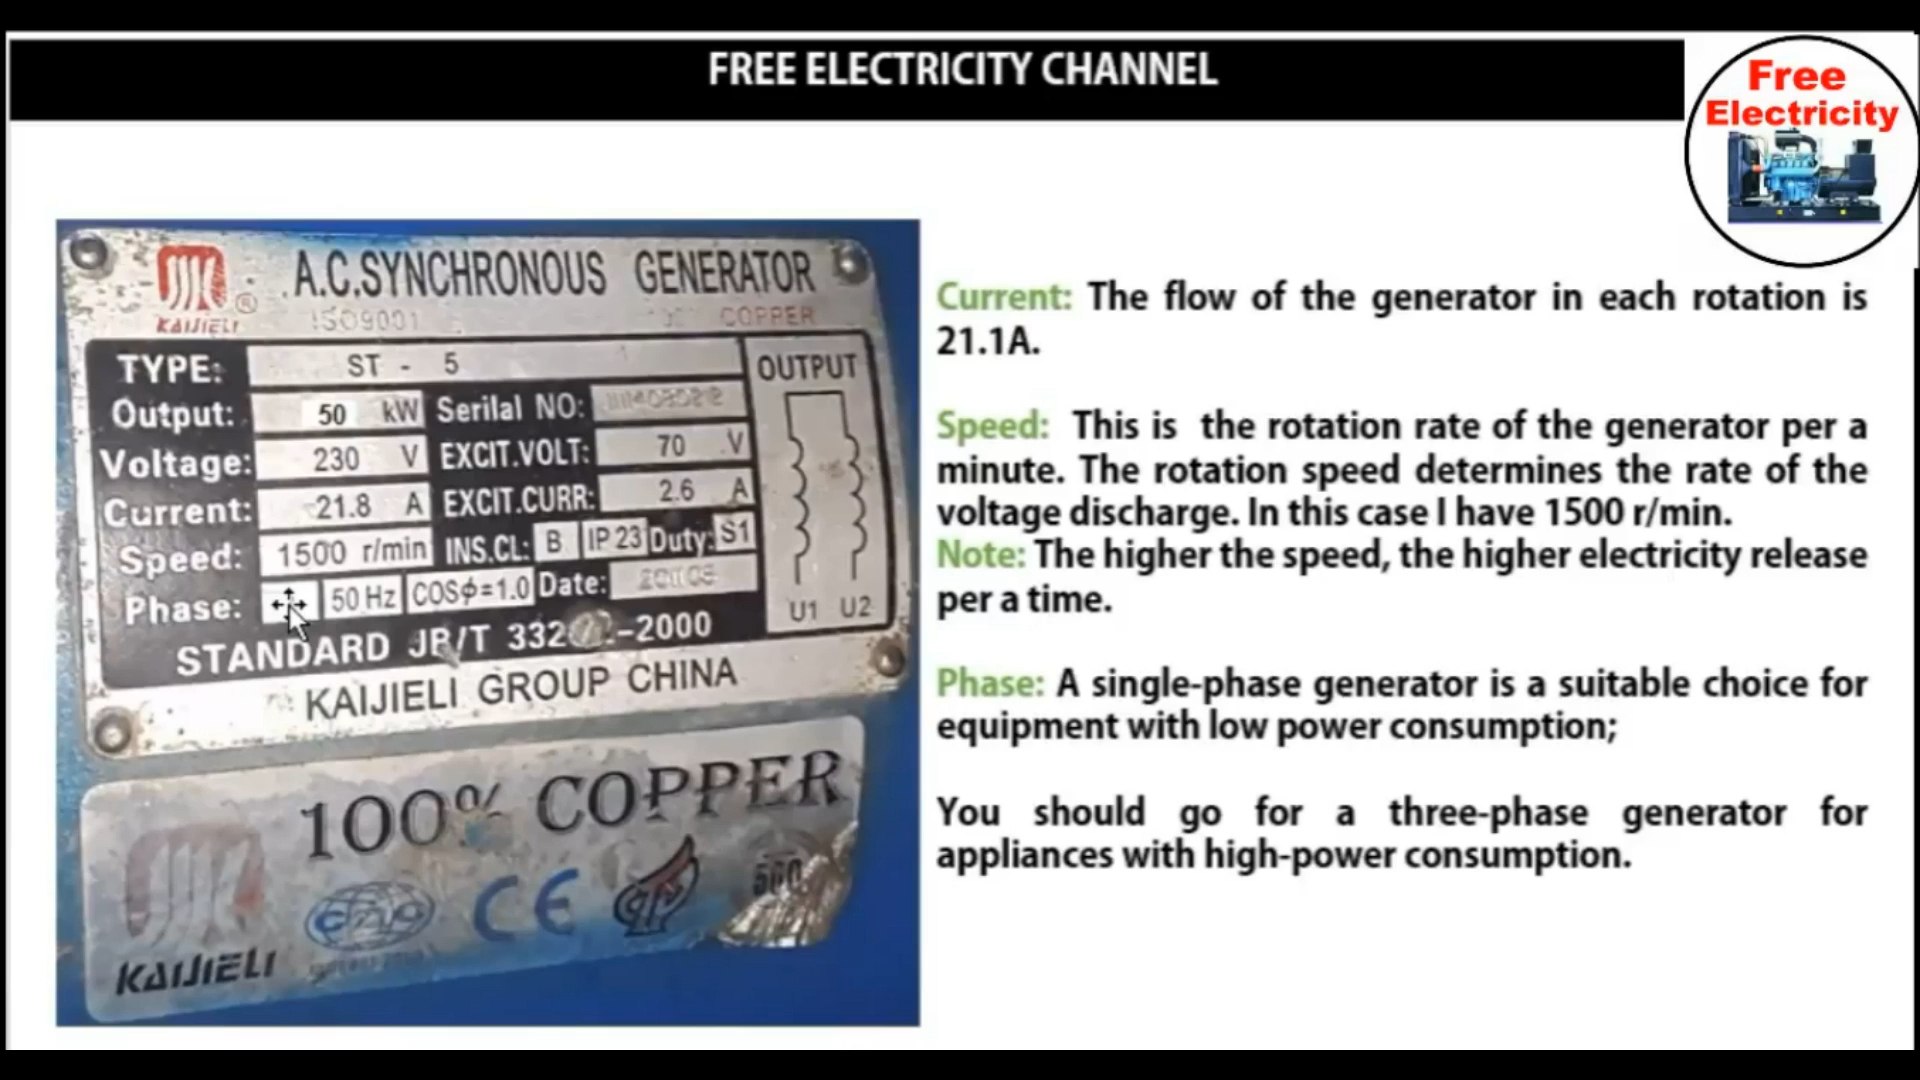 FREE ELECTRICITY CHANNEL
Free
Electricity
A.C.SYNCHRONOUS GENERATOR
KAIJIELI ®
ISO9001 COPPER
TYPE: ST - 5
OUTPUT
Output: 50 kW Serilal NO:
Voltage: 230 V EXCIT.VOLT: 70 V
Current: 21.8 A EXCIT.CURR: 2.6 A
Speed: 1500 r/min INS.CL: B IP 23 Duty: S1
Phase: 50 Hz COSϕ=1.0 Date:
U1 U2
STANDARD JB/T -2000
KAIJIELI GROUP CHINA
100% COPPER
CE
KAIJIELI
Current: The flow of the generator in each rotation is
21.1A.
Speed: This is the rotation rate of the generator per a
minute. The rotation speed determines the rate of the
voltage discharge. In this case I have 1500 r/min.
Note: The higher the speed, the higher electricity release
per a time.
Phase: A single-phase generator is a suitable choice for
equipment with low power consumption;
You should go for a three-phase generator for
appliances with high-power consumption.